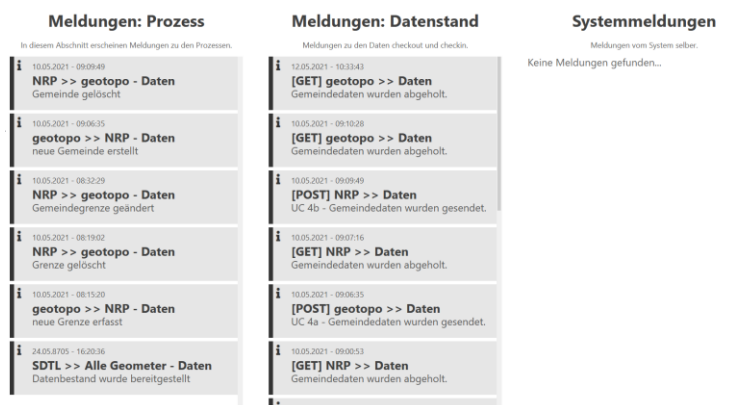 Meldungen: Prozess
In diesem Abschnitt erscheinen Meldungen zu den Prozessen.
10.05.2021 - 09:09:49
NRP >> geotopo - Daten
Gemeinde gelöscht
10.05.2021 - 09:06:35
geotopo >> NRP - Daten
neue Gemeinde erstellt
10.05.2021 - 08:32:29
NRP >> geotopo - Daten
Gemeindegrenze geändert
10.05.2021 - 08:19:02
NRP >> geotopo - Daten
Grenze gelöscht
10.05.2021 - 08:15:20
geotopo >> NRP - Daten
neue Grenze erfasst
24.05.8705 - 16:20:36
SDTL >> Alle Geometer - Daten
Datenbestand wurde bereitgestellt
Meldungen: Datenstand
Meldungen zu den Daten checkout und checkin.
12.05.2021 - 10:33:43
[GET] geotopo >> Daten
Gemeindedaten wurden abgeholt.
10.05.2021 - 09:10:28
[GET] geotopo >> Daten
Gemeindedaten wurden abgeholt.
10.05.2021 - 09:09:49
[POST] NRP >> Daten
UC 4b - Gemeindedaten wurden gesendet.
10.05.2021 - 09:07:16
[GET] NRP >> Daten
Gemeindedaten wurden abgeholt.
10.05.2021 - 09:06:35
[POST] geotopo >> Daten
UC 4a - Gemeindedaten wurden gesendet.
10.05.2021 - 09:00:53
[GET] NRP >> Daten
Gemeindedaten wurden abgeholt.
Systemmeldungen
Meldungen vom System selber.
Keine Meldungen gefunden...